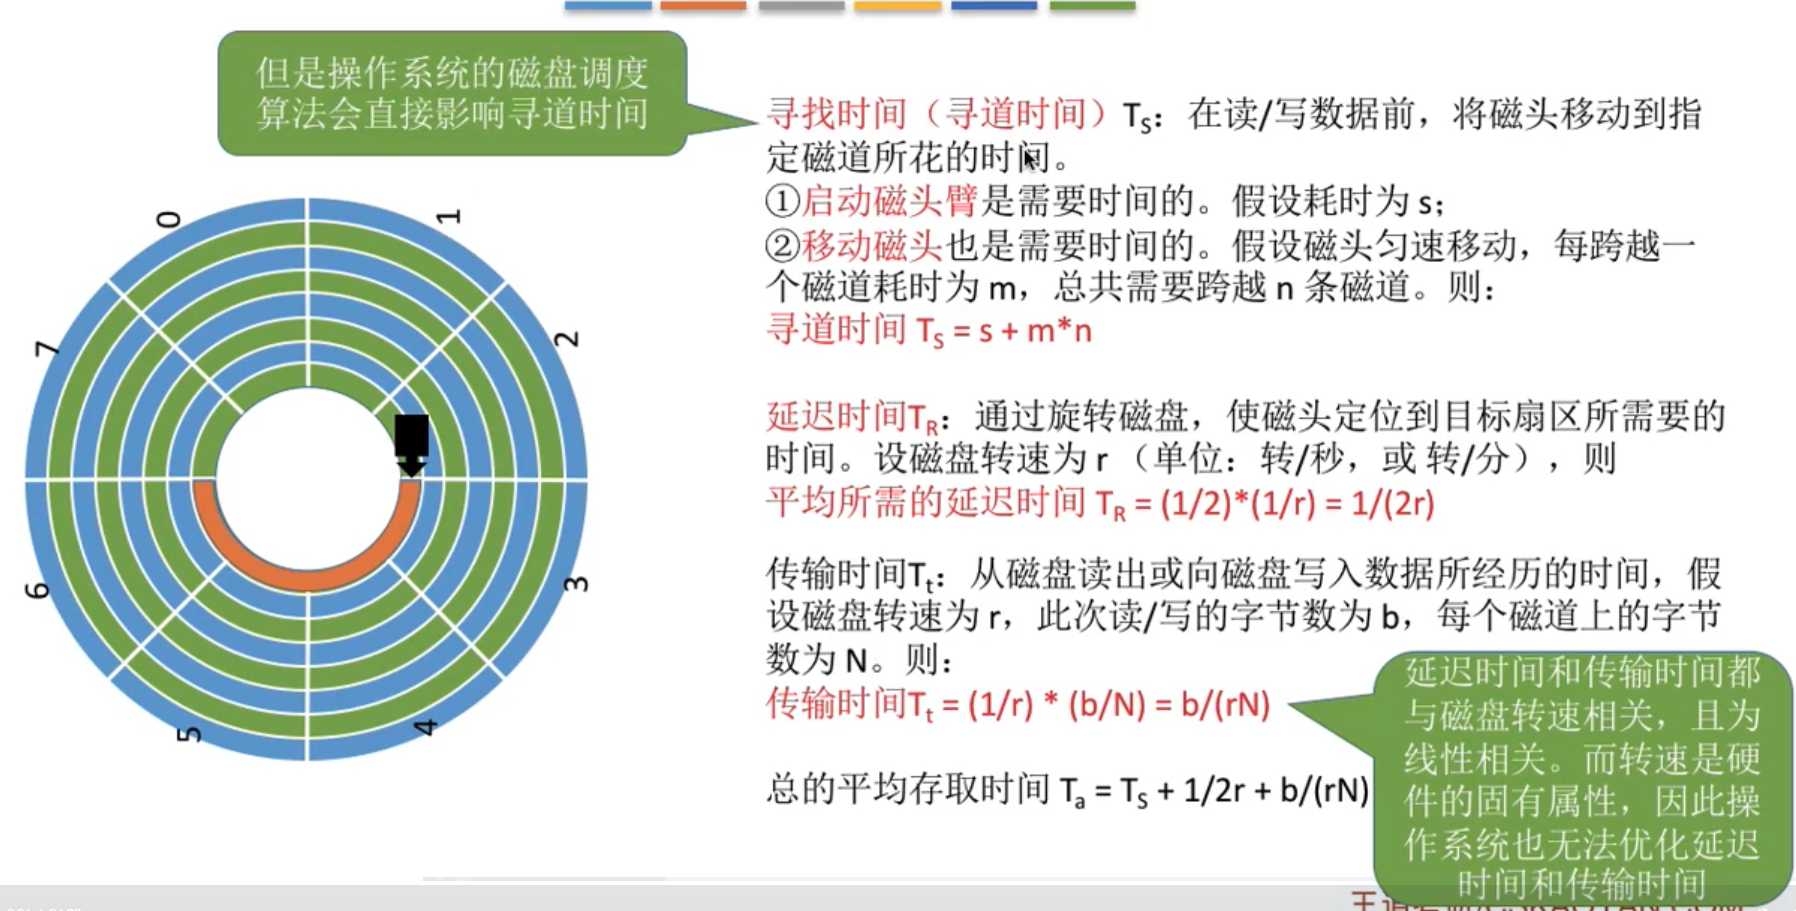 但是操作系统的磁盘调度
算法会直接影响寻道时间
寻找时间（寻道时间）TS：在读/写数据前，将磁头移动到指
定磁道所花的时间。
①启动磁头臂是需要时间的。假设耗时为 s；
②移动磁头也是需要时间的。假设磁头匀速移动，每跨越一
个磁道耗时为 m，总共需要跨越 n 条磁道。则：
寻道时间 TS = s + m*n
延迟时间TR：通过旋转磁盘，使磁头定位到目标扇区所需要的
时间。设磁盘转速为 r （单位：转/秒，或 转/分），则
平均所需的延迟时间 TR = (1/2)*(1/r) = 1/(2r)
传输时间Tt：从磁盘读出或向磁盘写入数据所经历的时间，假
设磁盘转速为 r，此次读/写的字节数为 b，每个磁道上的字节
数为 N。则：
传输时间Tt = (1/r) * (b/N) = b/(rN)
总的平均存取时间 Ta = TS + 1/2r + b/(rN)
延迟时间和传输时间都
与磁盘转速相关，且为
线性相关。而转速是硬
件的固有属性，因此操
作系统也无法优化延迟
时间和传输时间
0
1
2
3
4
5
6
7